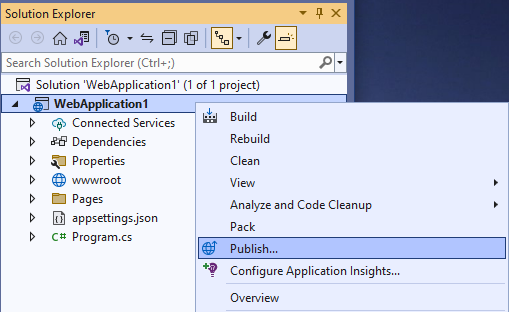 Solution Explorer
Search Solution Explorer (Ctrl+;)
Solution 'WebApplication1' (1 of 1 project)
WebApplication1
Connected Services
Dependencies
Properties
wwwroot
Pages
appsettings.json
C# Program.cs
Build
Rebuild
Clean
View
Analyze and Code Cleanup
Pack
Publish...
Configure Application Insights...
Overview